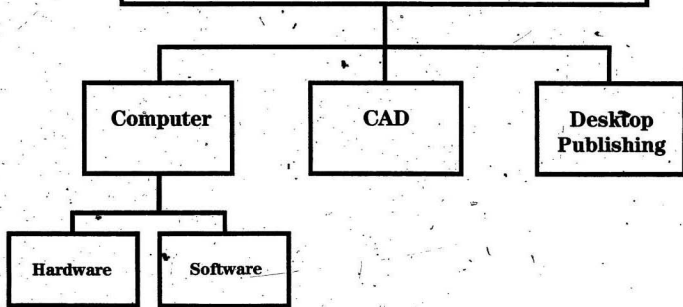 Computer
CAD
Desktop
Publishing
Hardware
Software